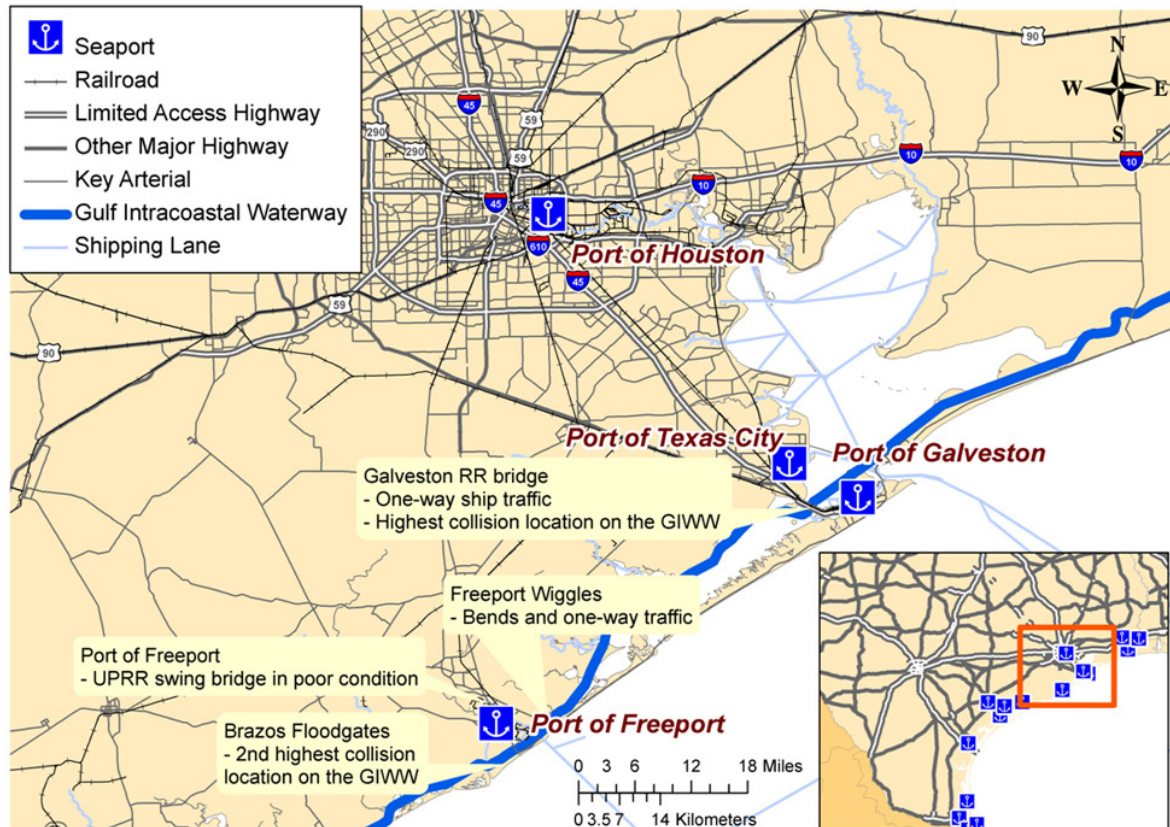 Seaport
Railroad
Limited Access Highway
Other Major Highway
Key Arterial
Gulf Intracoastal Waterway
Shipping Lane
90
90
N
W E
S
45
59
290
290
59
10
10
10
45
610
Port of Houston
45
59
90
Port of Texas City
Port of Galveston
Galveston RR bridge
- One-way ship traffic
- Highest collision location on the GIWW
Freeport Wiggles
- Bends and one-way traffic
Port of Freeport
- UPRR swing bridge in poor condition
Port of Freeport
Brazos Floodgates
- 2nd highest collision
location on the GIWW
0 3 6 12 18 Miles
0 3.5 7 14 Kilometers